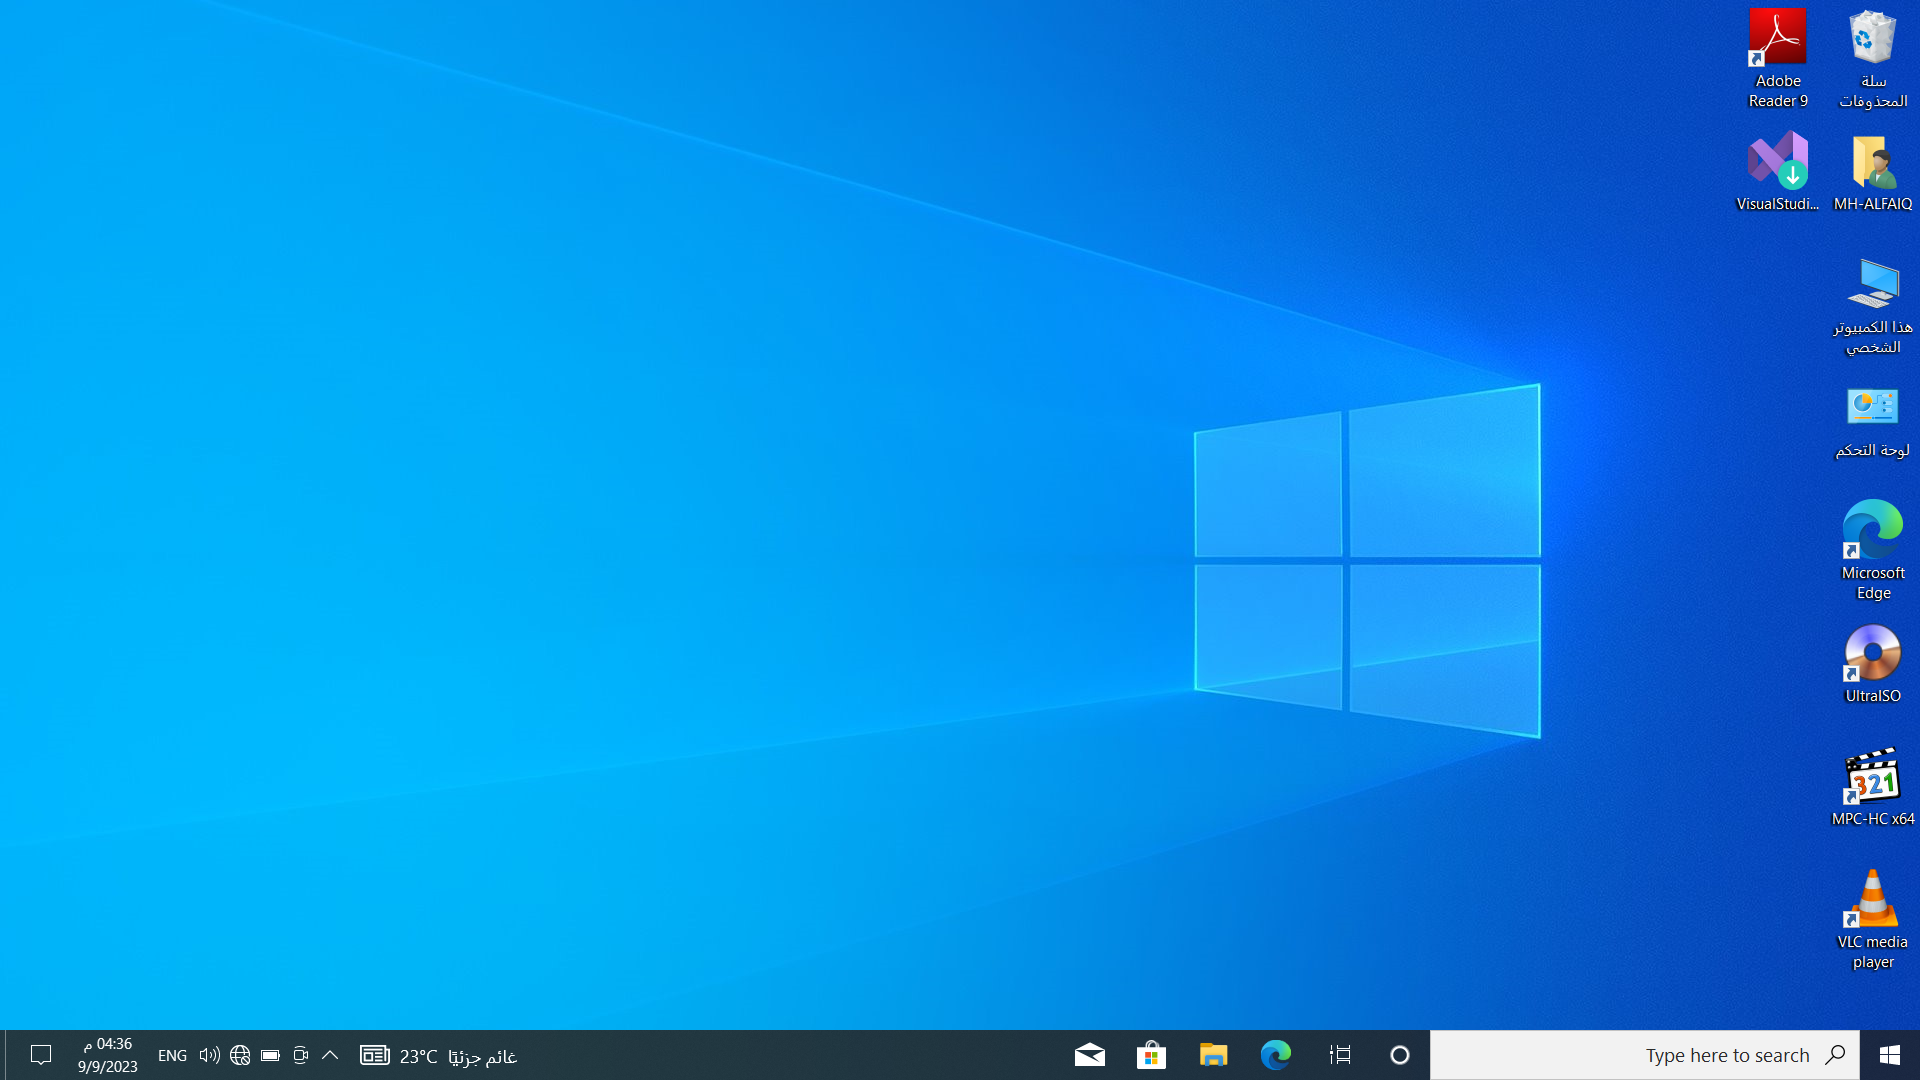 سلة
المحذوفات
MH-ALFAIQ
هذا الكمبيوتر
الشخصي
لوحة التحكم
Microsoft
Edge
UltraISO
321
MPC-HC x64
VLC media
player
Adobe
Reader 9
VisualStudi...
Type here to search
23°C غائم جزئيًا
ENG
04:36 م
9/9/2023